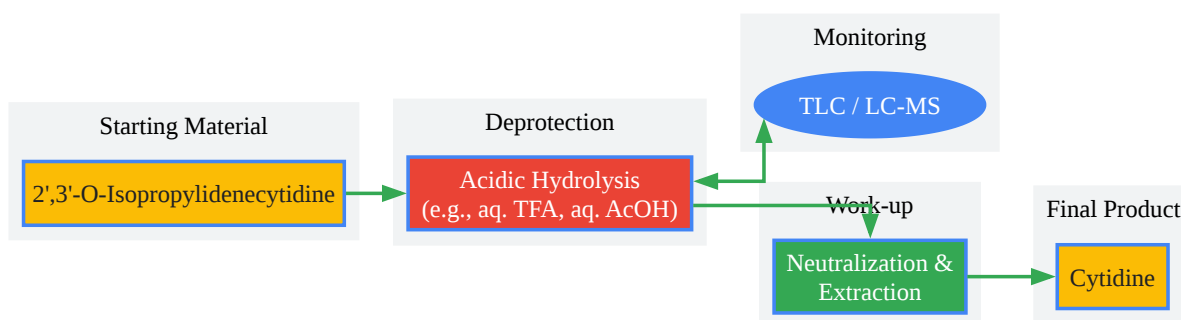 Starting Material
2',3'-O-Isopropylidenecytidine
Deprotection
Acidic Hydrolysis
(e.g., aq. TFA, aq. AcOH)
Monitoring
TLC / LC-MS
Work-up
Neutralization &
Extraction
Final Product
Cytidine